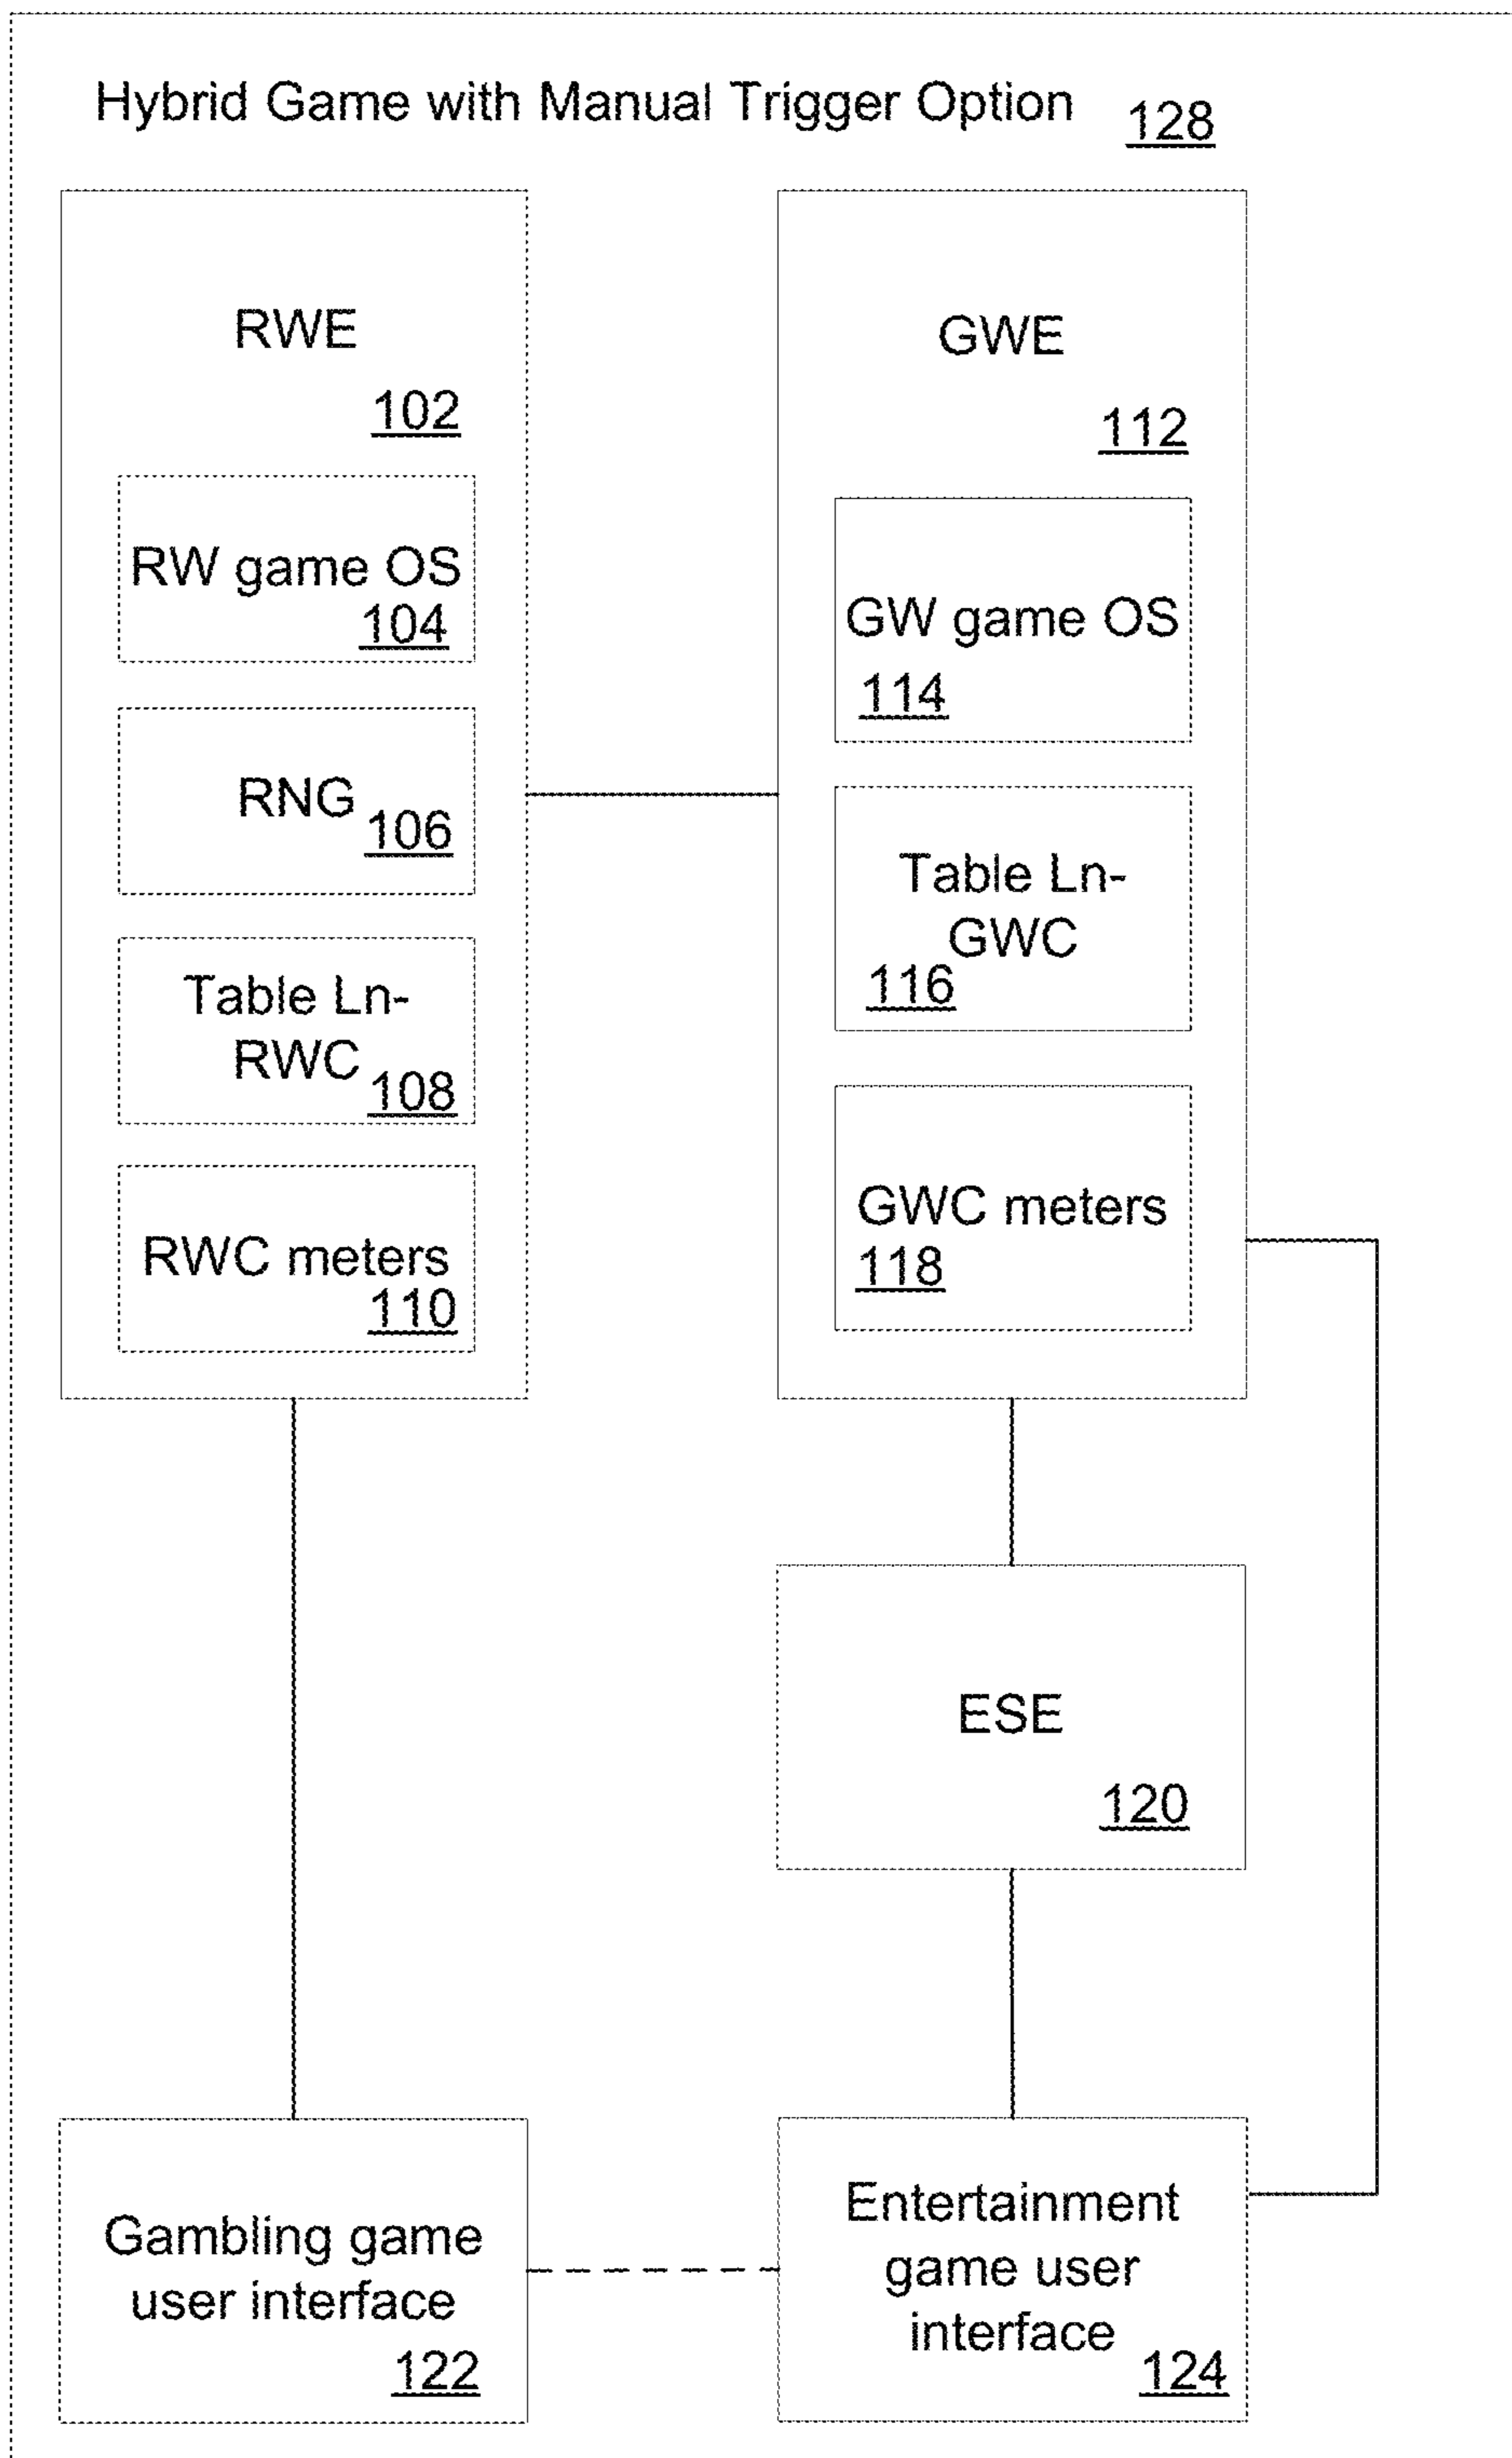 Hybrid Game with Manual Trigger Option 128
RWE
102
RW game OS
104
RNG
106
Table Ln-
RWC
108
RWC meters
110
GWE
112
GW game OS
114
Table Ln-
GWC
116
GWC meters
118
ESE
120
Gambling game
user interface
122
Entertainment
game user
interface
124